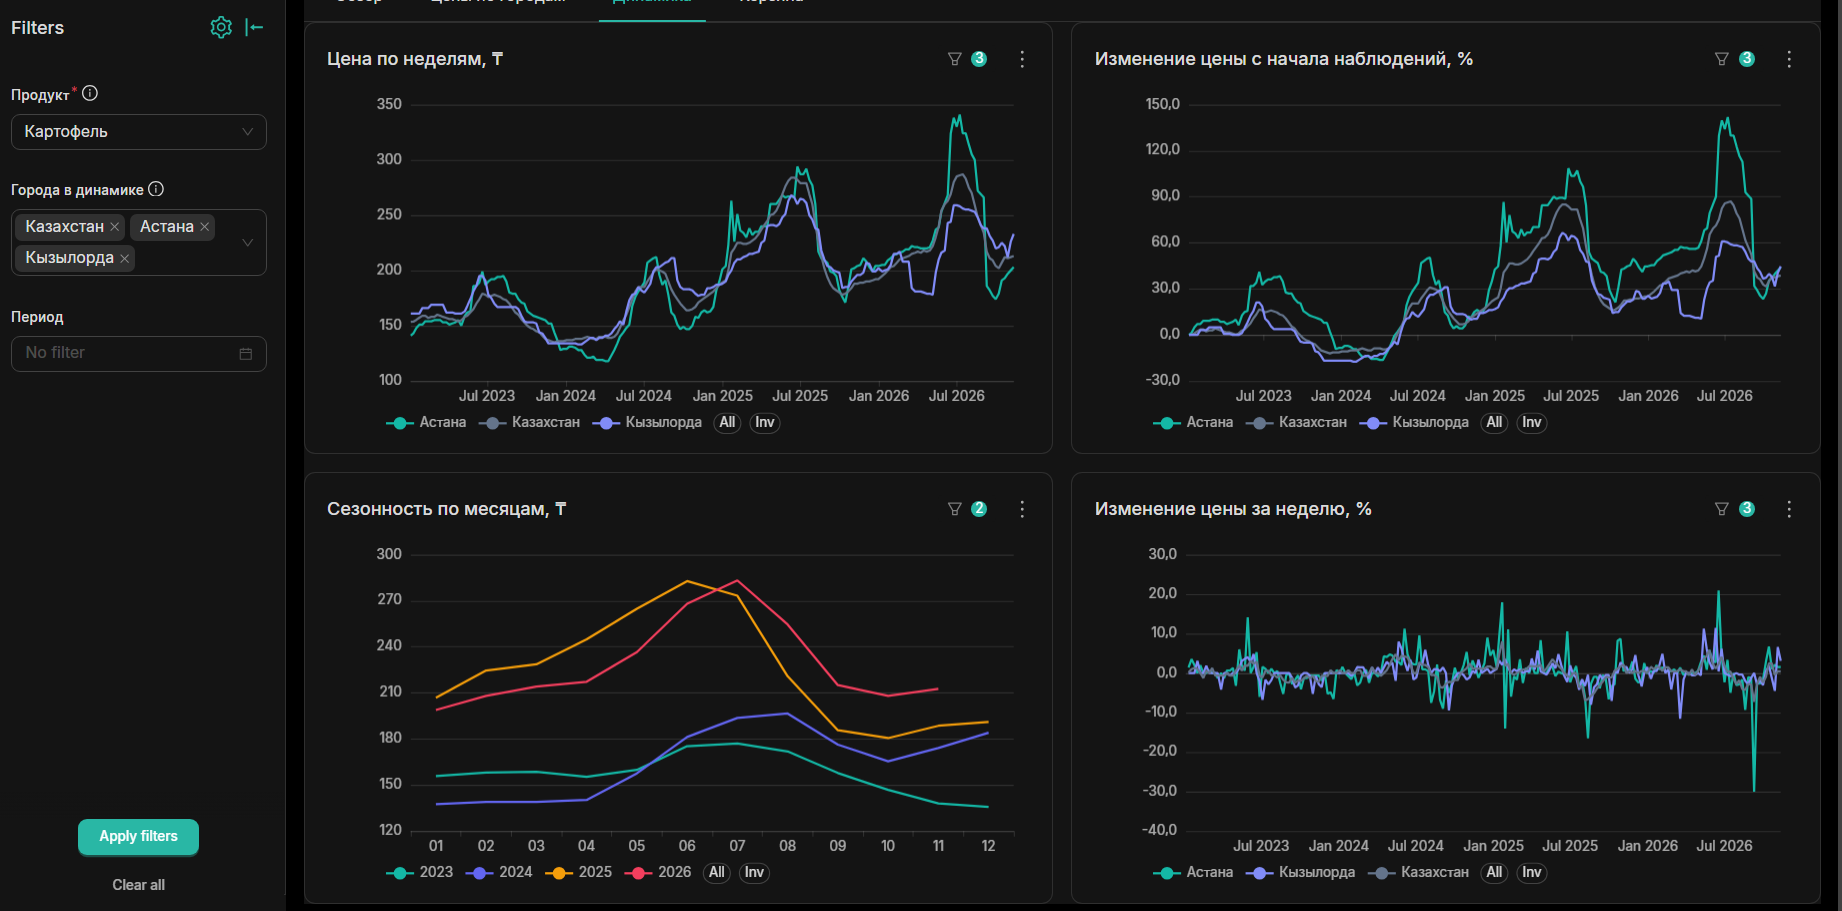 Filters
Продукт*
Картофель
Города в динамике
Казахстан Астана
Кызылорда
Период
No filter
Apply filters
Clear all
Обзор Цены по городам Динамика Корзина
Цена по неделям, ₸
3
350
300
250
200
150
100
Jul 2023 Jan 2024 Jul 2024 Jan 2025 Jul 2025 Jan 2026 Jul 2026
Астана Казахстан Кызылорда All Inv
Изменение цены с начала наблюдений, %
3
150,0
120,0
90,0
60,0
30,0
0,0
-30,0
Jul 2023 Jan 2024 Jul 2024 Jan 2025 Jul 2025 Jan 2026 Jul 2026
Астана Казахстан Кызылорда All Inv
Сезонность по месяцам, ₸
2
300
270
240
210
180
150
120
01 02 03 04 05 06 07 08 09 10 11 12
2023 2024 2025 2026 All Inv
Изменение цены за неделю, %
3
30,0
20,0
10,0
0,0
-10,0
-20,0
-30,0
-40,0
Jul 2023 Jan 2024 Jul 2024 Jan 2025 Jul 2025 Jan 2026 Jul 2026
Астана Кызылорда Казахстан All Inv